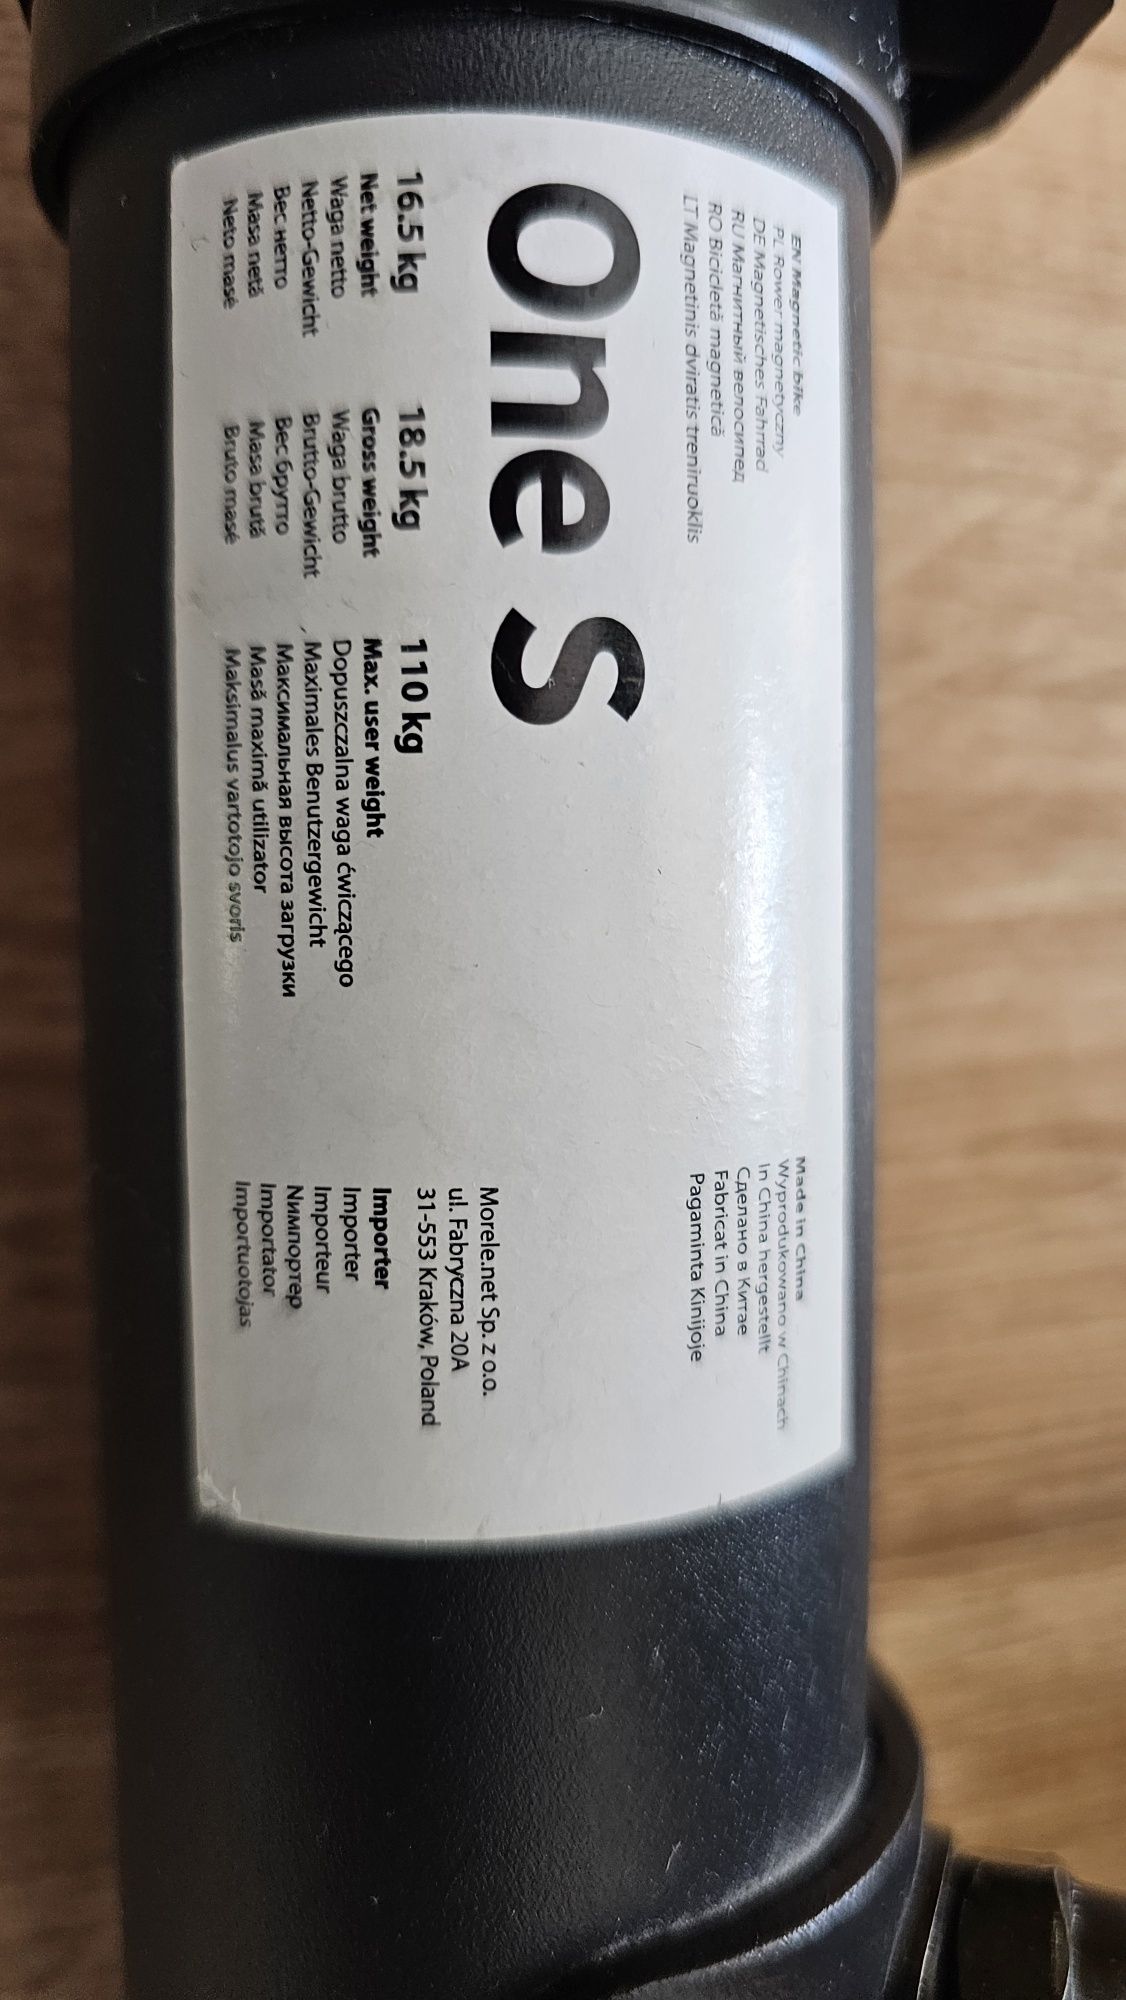 EN Magnetic bike
PL Rower magnetyczny
DE Magnetisches Fahrrad
RU Магнитный велосипед
RO Bicicletă magnetică
LT Magnetinis dviratis treniruoklis
Made in China
Wyprodukowano w Chinach
In China hergestellt
Сделано в Китае
Fabricat in China
Pagaminta Kinijoje
One S
16.5 kg
Net weight
Waga netto
Netto-Gewicht
Вес нетто
Masa netă
Neto masė
18.5 kg
Gross weight
Waga brutto
Brutto-Gewicht
Вес брутто
Masa brută
Bruto masė
110 kg
Max. user weight
Dopuszczalna waga ćwiczącego
Maximales Benutzergewicht
Максимальная высота загрузки
Masă maximă utilizator
Maksimalus vartotojo svoris
Morele.net Sp. z o.o.
ul. Fabryczna 20A
31-553 Kraków, Poland
Importer
Importer
Importeur
Nимпортер
Importator
Importuotojas